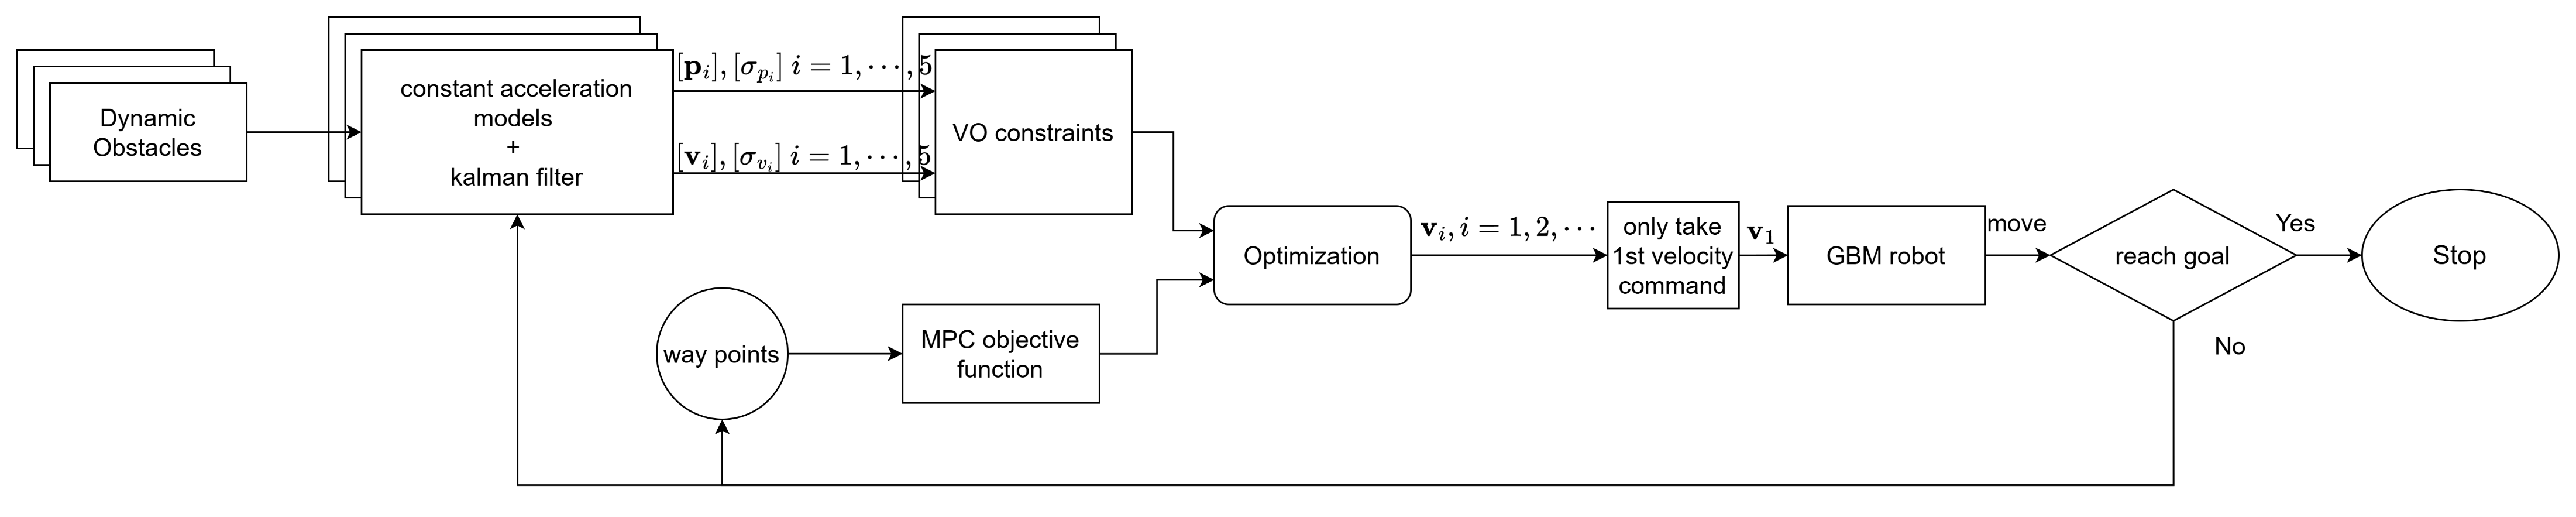 Dynamic
Obstacles
constant acceleration
models
+
kalman filter
[p_i], [σ_{p_i}] i = 1, ⋯, 5
[v_i], [σ_{v_i}] i = 1, ⋯, 5
VO constraints
way points
MPC objective
function
Optimization
v_i, i = 1, 2, ⋯
only take
1st velocity
command
v_1
GBM robot
move
reach goal
Yes
No
Stop